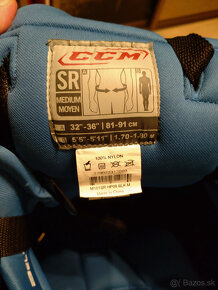 CCM
SR
MEDIUM
MOYEN
32"-36" | 81-91 cm
5'5"-5'11" | 1.70-1.80 m
100% NYLON
Made in China
bazos.sk